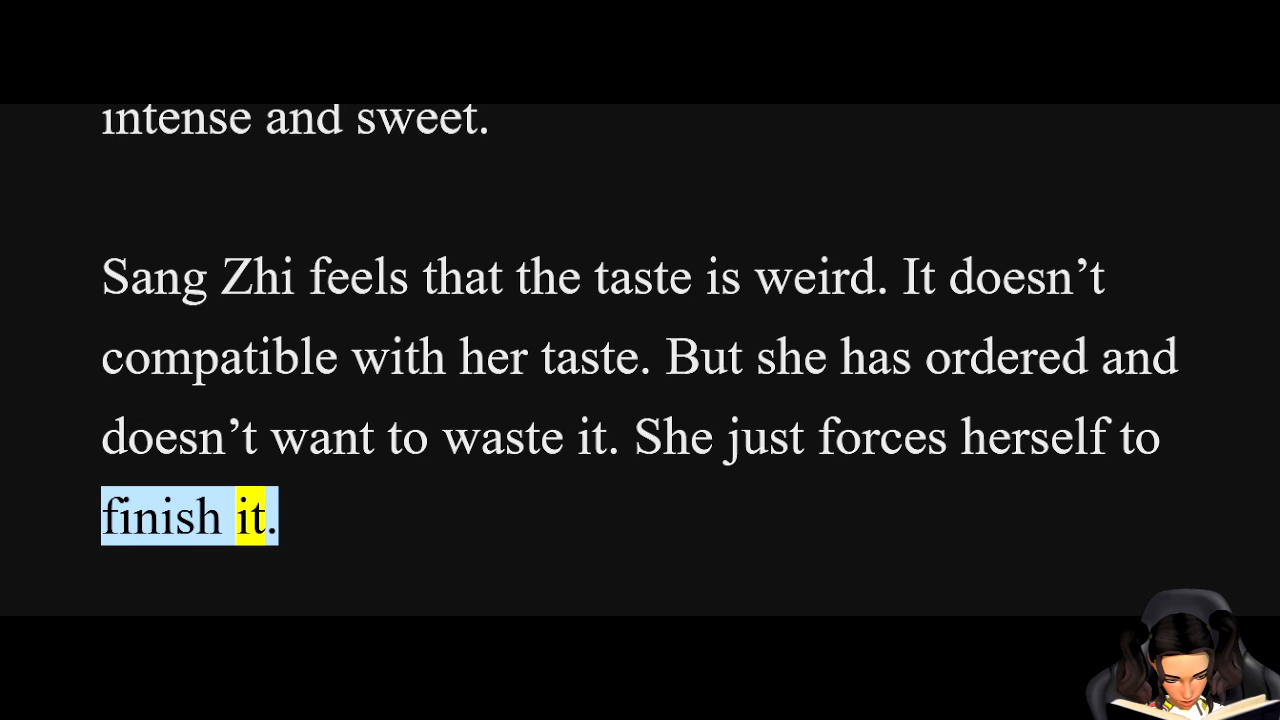 intense and sweet.
Sang Zhi feels that the taste is weird. It doesn’t
compatible with her taste. But she has ordered and
doesn’t want to waste it. She just forces herself to
finish it.